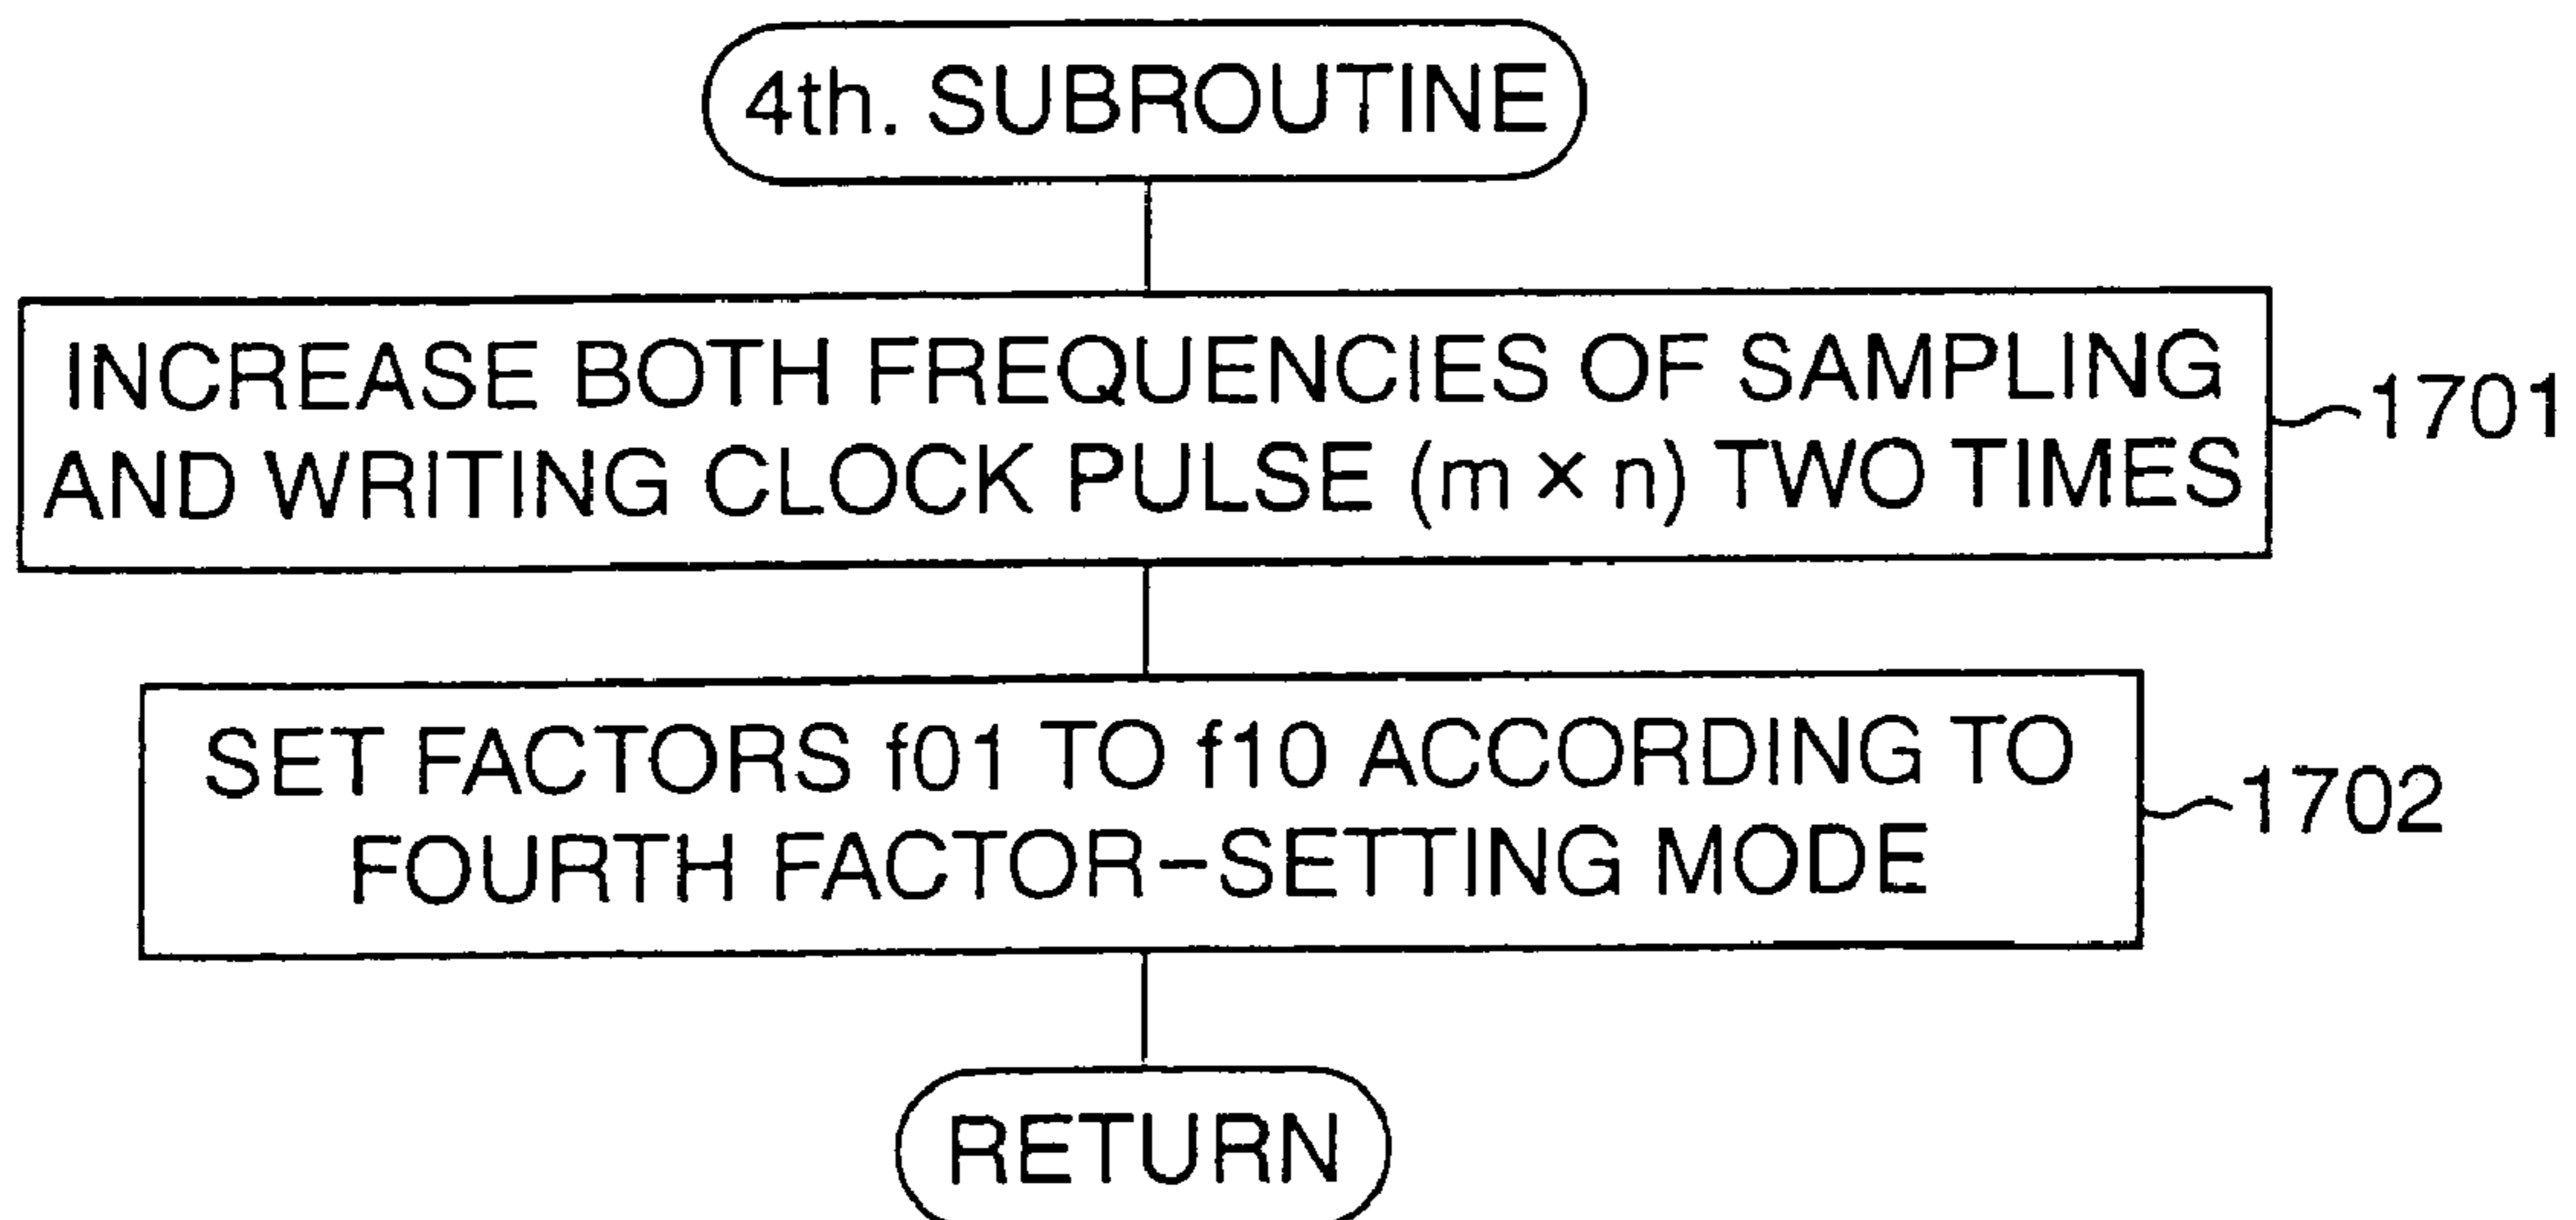 4th. SUBROUTINE
INCREASE BOTH FREQUENCIES OF SAMPLING
AND WRITING CLOCK PULSE (m × n) TWO TIMES
1701
SET FACTORS f01 TO f10 ACCORDING TO
FOURTH FACTOR-SETTING MODE
1702
RETURN